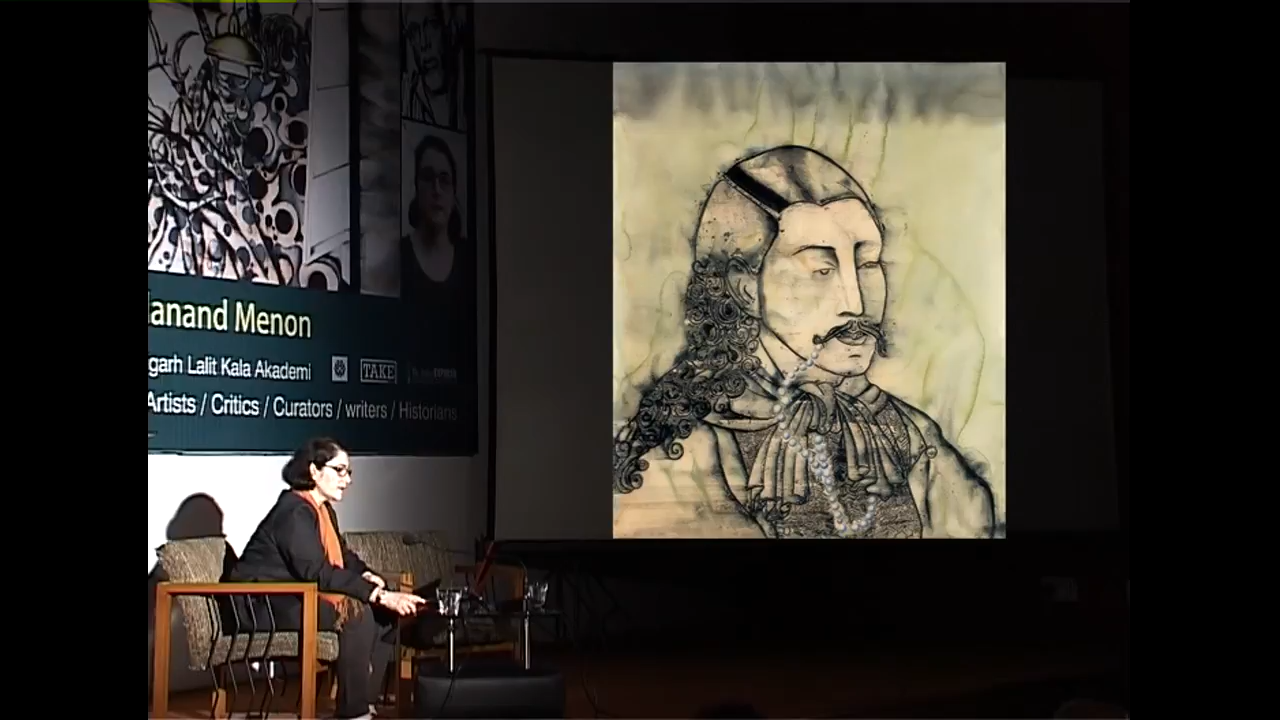 anand Menon
garh Lalit Kala Akademi
TAKE
Artists / Critics / Curators / writers / Historians